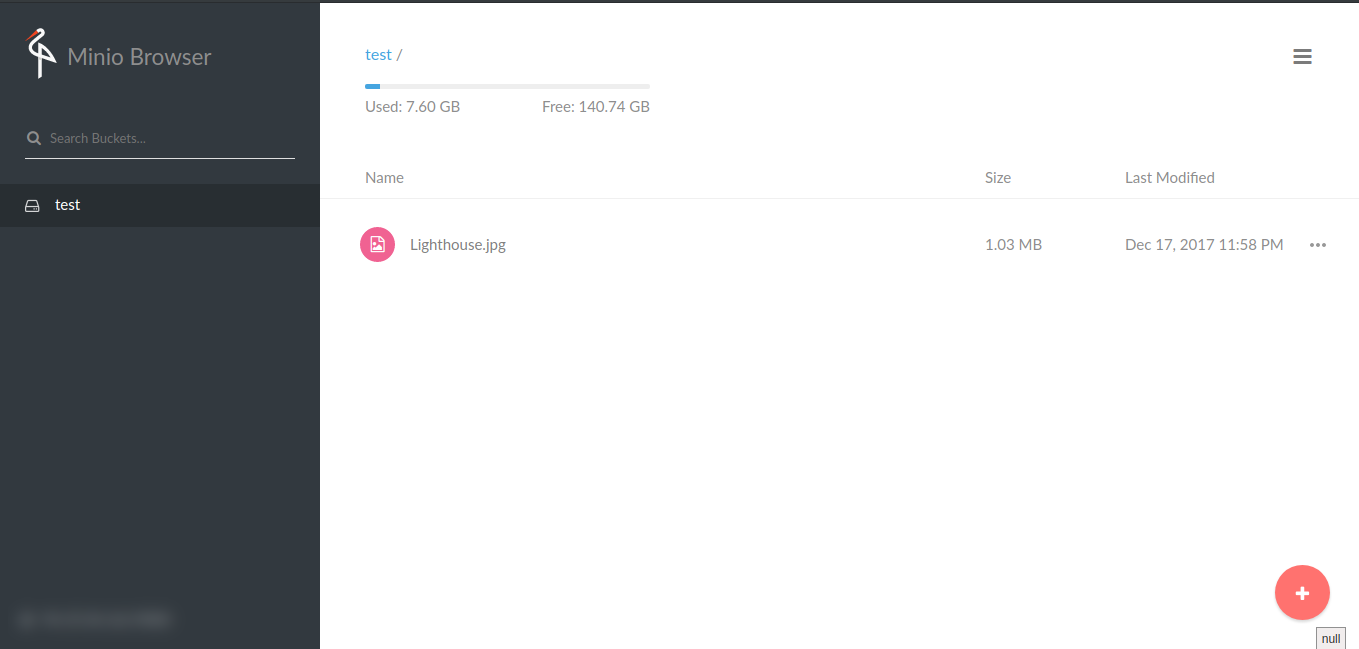 Minio Browser
Search Buckets...
test
test /
Used: 7.60 GB Free: 140.74 GB
Name Size Last Modified
Lighthouse.jpg 1.03 MB Dec 17, 2017 11:58 PM
null